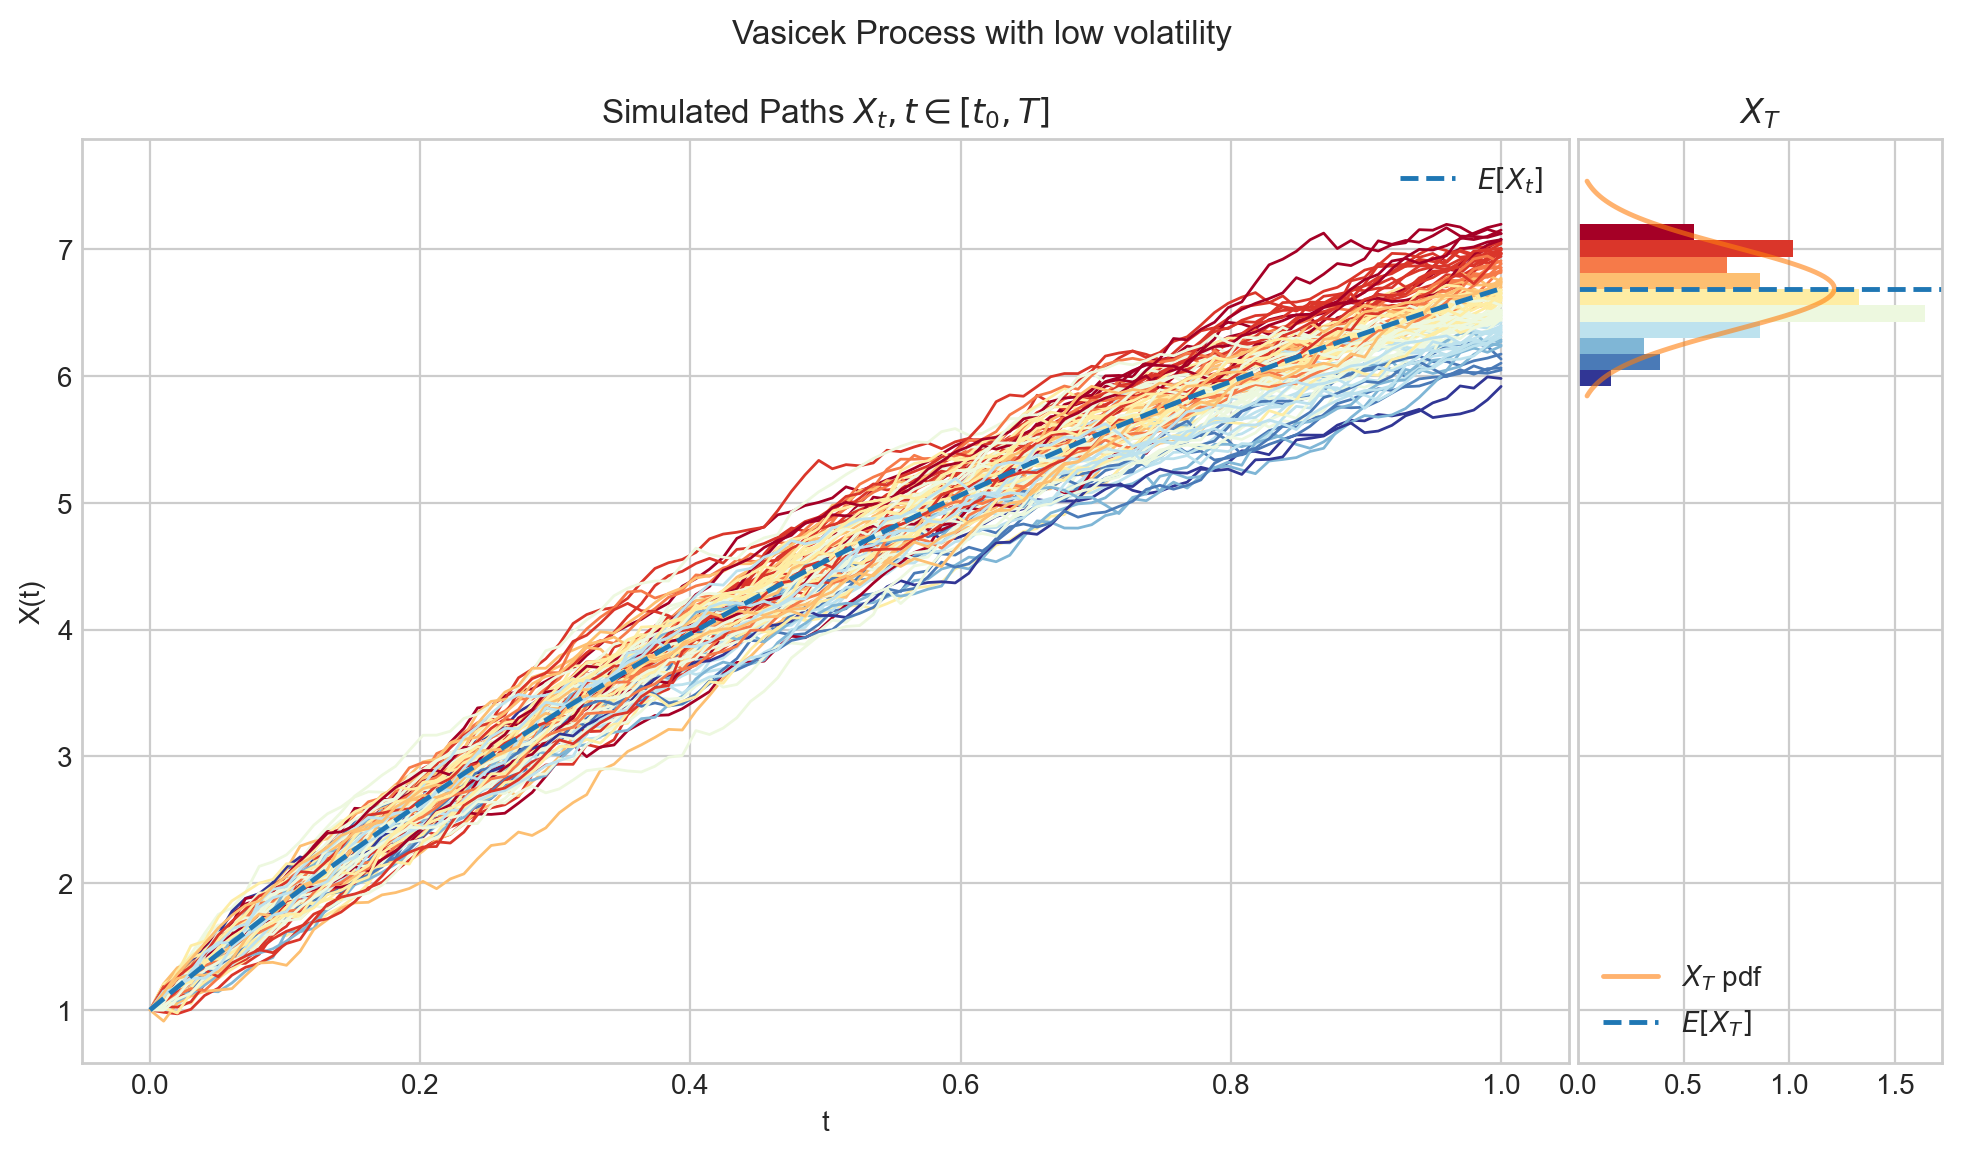 Vasicek Process with low volatility
Simulated Paths $X_t, t \in [t_0, T]$
$X_T$
$E[X_t]$
7
6
5
4
3
2
1
X(t)
$X_T$ pdf
$E[X_T]$
0.0 0.2 0.4 0.6 0.8 1.0
0.0 0.5 1.0 1.5
t